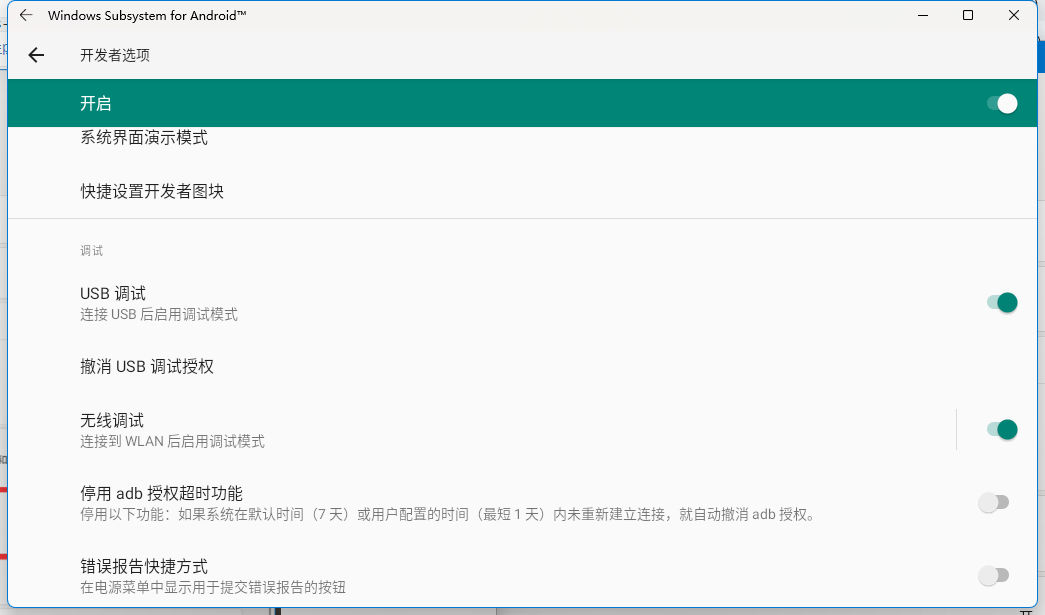 Windows Subsystem for Android™
开发者选项
开启
系统界面演示模式
快捷设置开发者图块
调试
USB 调试
连接 USB 后启用调试模式
撤消 USB 调试授权
无线调试
连接到 WLAN 后启用调试模式
停用 adb 授权超时功能
停用以下功能：如果系统在默认时间（7 天）或用户配置的时间（最短 1 天）内未重新建立连接，就自动撤消 adb 授权。
错误报告快捷方式
在电源菜单中显示用于提交错误报告的按钮